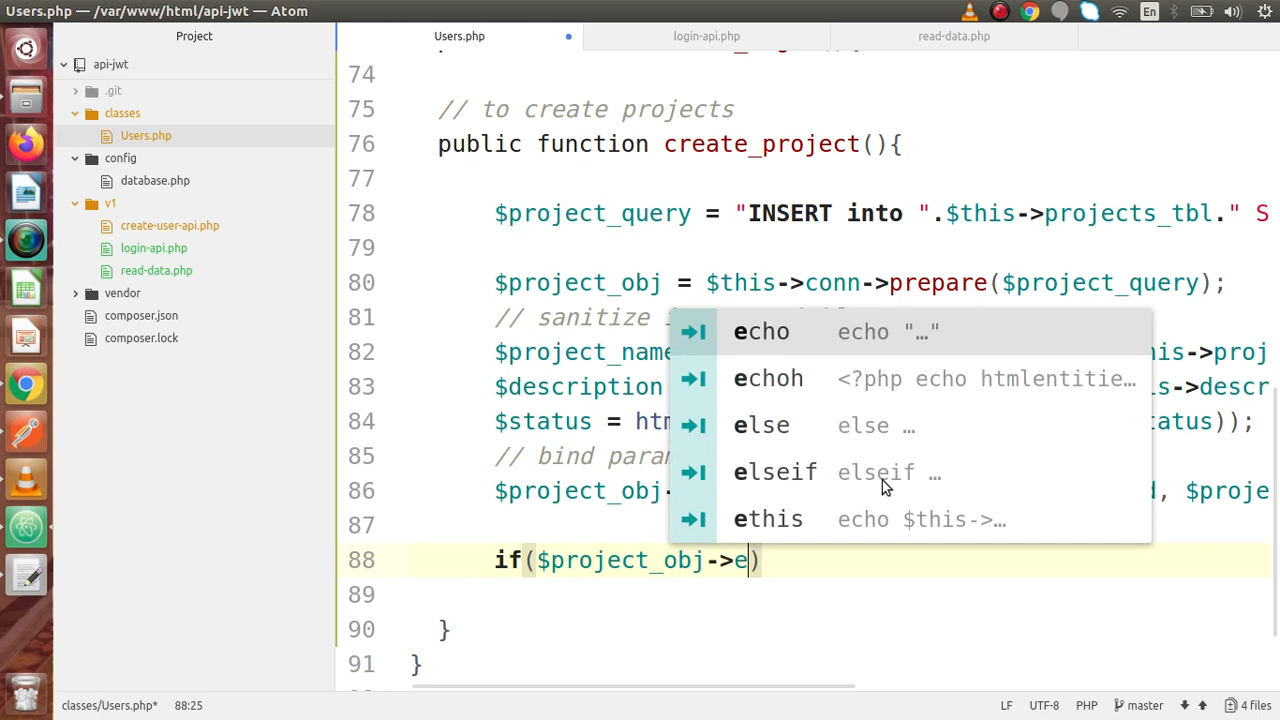 Users.php — /var/www/html/api-jwt — Atom
En
Project
Users.php
login-api.php
read-data.php
api-jwt
.git
classes
Users.php
config
database.php
v1
create-user-api.php
login-api.php
read-data.php
vendor
composer.json
composer.lock
74
75 // to create projects
76 public function create_project(){
77
78 $project_query = "INSERT into ".$this->projects_tbl." S
79
80 $project_obj = $this->conn->prepare($project_query);
81 // sanitize
82 $project_name his->proj
83 $description s->descr
84 $status = htm atus));
85 // bind para
86 $project_obj- d, $proje
87
88 if($project_obj->e)
89
90 }
91 }
echo echo "…"
echoh <?php echo htmlentitie…
else else …
elseif elseif …
ethis echo $this->…
classes/Users.php* 88:25
LF UTF-8 PHP master 4 files